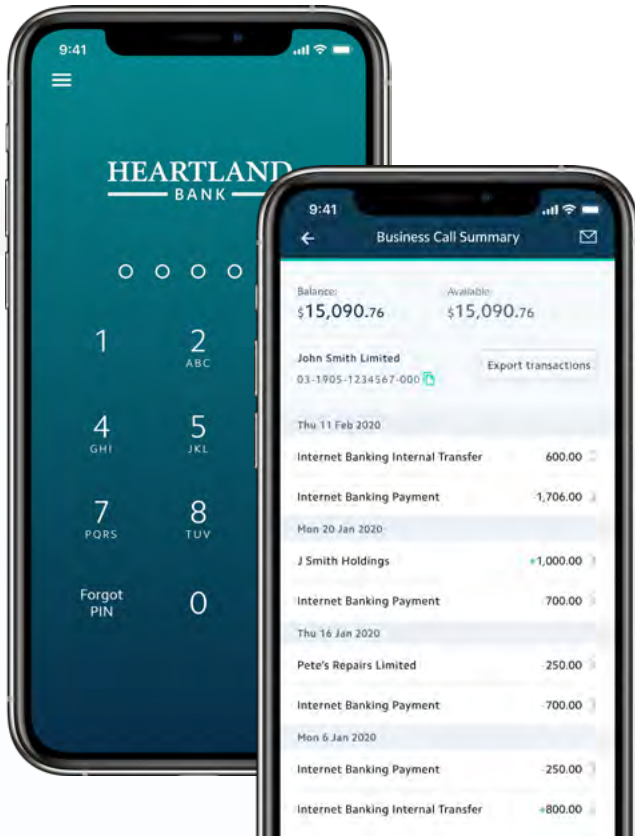 9:41
HEARTLAND
BANK
1
2
ABC
4
GHI
5
JKL
7
PQRS
8
TUV
Forgot
PIN
0
9:41
Business Call Summary
Balance: Available:
$15,090.76 $15,090.76
John Smith Limited
03-1905-1234567-000
Export transactions
Thu 11 Feb 2020
Internet Banking Internal Transfer 600.00
Internet Banking Payment -1,706.00
Mon 20 Jan 2020
J Smith Holdings +1,000.00
Internet Banking Payment 700.00
Thu 16 Jan 2020
Pete's Repairs Limited -250.00
Internet Banking Payment -700.00
Mon 6 Jan 2020
Internet Banking Payment -250.00
Internet Banking Internal Transfer +800.00